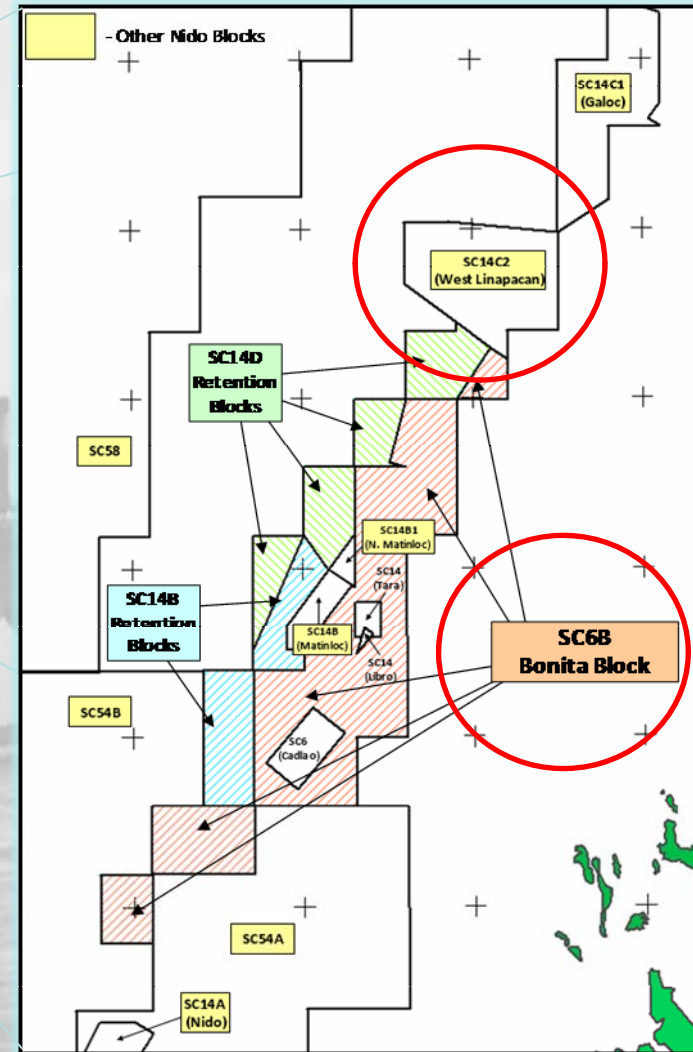 - Other Nido Blocks
SC14C1
(Galoc)
SC14C2
(West Linapacan)
SC14D
Retention
Blocks
SC58
SC14B1
(N. Matinloc)
SC14
(Tara)
SC14B
Retention
Blocks
SC14B
(Matinloc)
SC14
(Libro)
SC6B
Bonita Block
SC54B
SC6
(Cadlao)
SC54A
SC14A
(Nido)